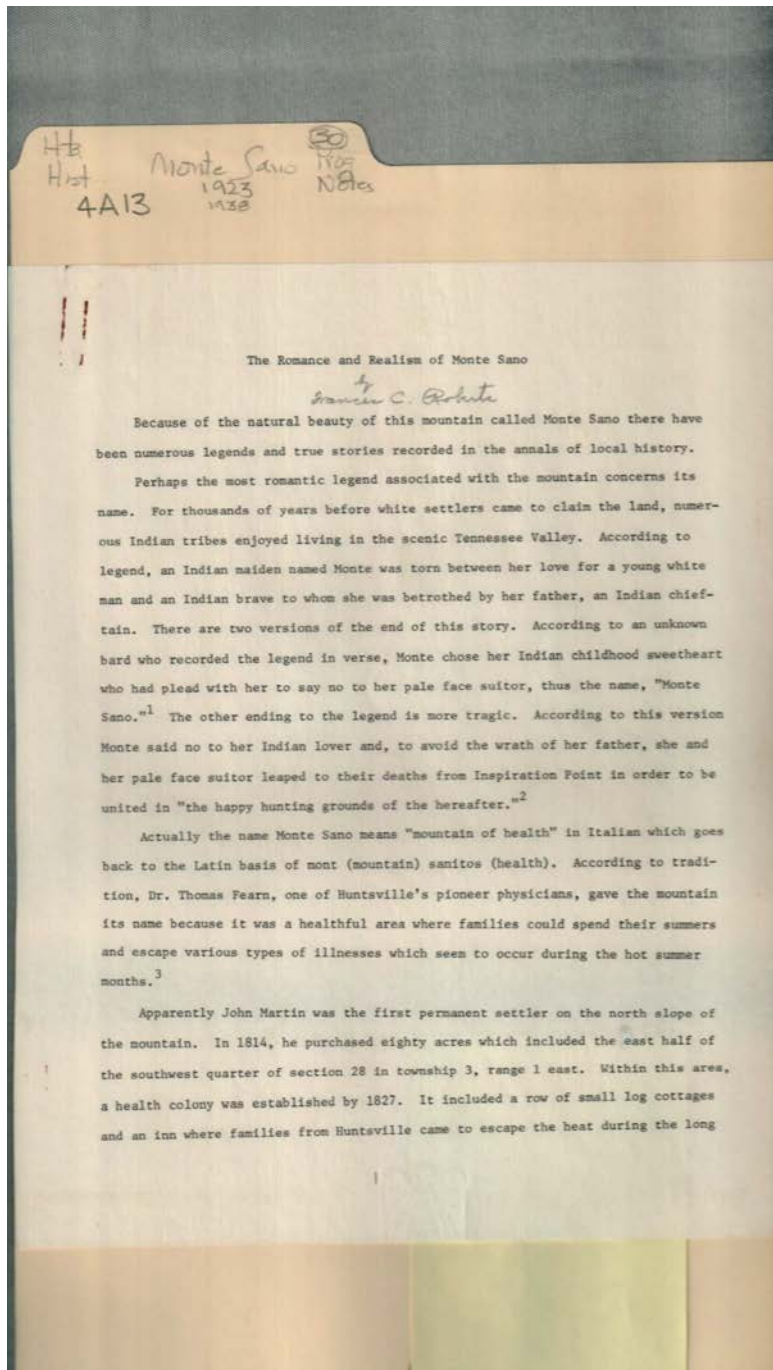 Hts
Hist
4A13
Monte Sano
1923
1938
30
Prog
Notes
The Romance and Realism of Monte Sano
by
Frances C. Roberts
Because of the natural beauty of this mountain called Monte Sano there have
been numerous legends and true stories recorded in the annals of local history.
Perhaps the most romantic legend associated with the mountain concerns its
name. For thousands of years before white settlers came to claim the land, numer-
ous Indian tribes enjoyed living in the scenic Tennessee Valley. According to
legend, an Indian maiden named Monte was torn between her love for a young white
man and an Indian brave to whom she was betrothed by her father, an Indian chief-
tain. There are two versions of the end of this story. According to an unknown
bard who recorded the legend in verse, Monte chose her Indian childhood sweetheart
who had plead with her to say no to her pale face suitor, thus the name, "Monte
Sano."1 The other ending to the legend is more tragic. According to this version
Monte said no to her Indian lover and, to avoid the wrath of her father, she and
her pale face suitor leaped to their deaths from Inspiration Point in order to be
united in "the happy hunting grounds of the hereafter."2
Actually the name Monte Sano means "mountain of health" in Italian which goes
back to the Latin basis of mont (mountain) sanitos (health). According to tradi-
tion, Dr. Thomas Fearn, one of Huntsville's pioneer physicians, gave the mountain
its name because it was a healthful area where families could spend their summers
and escape various types of illnesses which seem to occur during the hot summer
months.3
Apparently John Martin was the first permanent settler on the north slope of
the mountain. In 1814, he purchased eighty acres which included the east half of
the southwest quarter of section 28 in township 3, range 1 east. Within this area,
a health colony was established by 1827. It included a row of small log cottages
and an inn where families from Huntsville came to escape the heat during the long
1